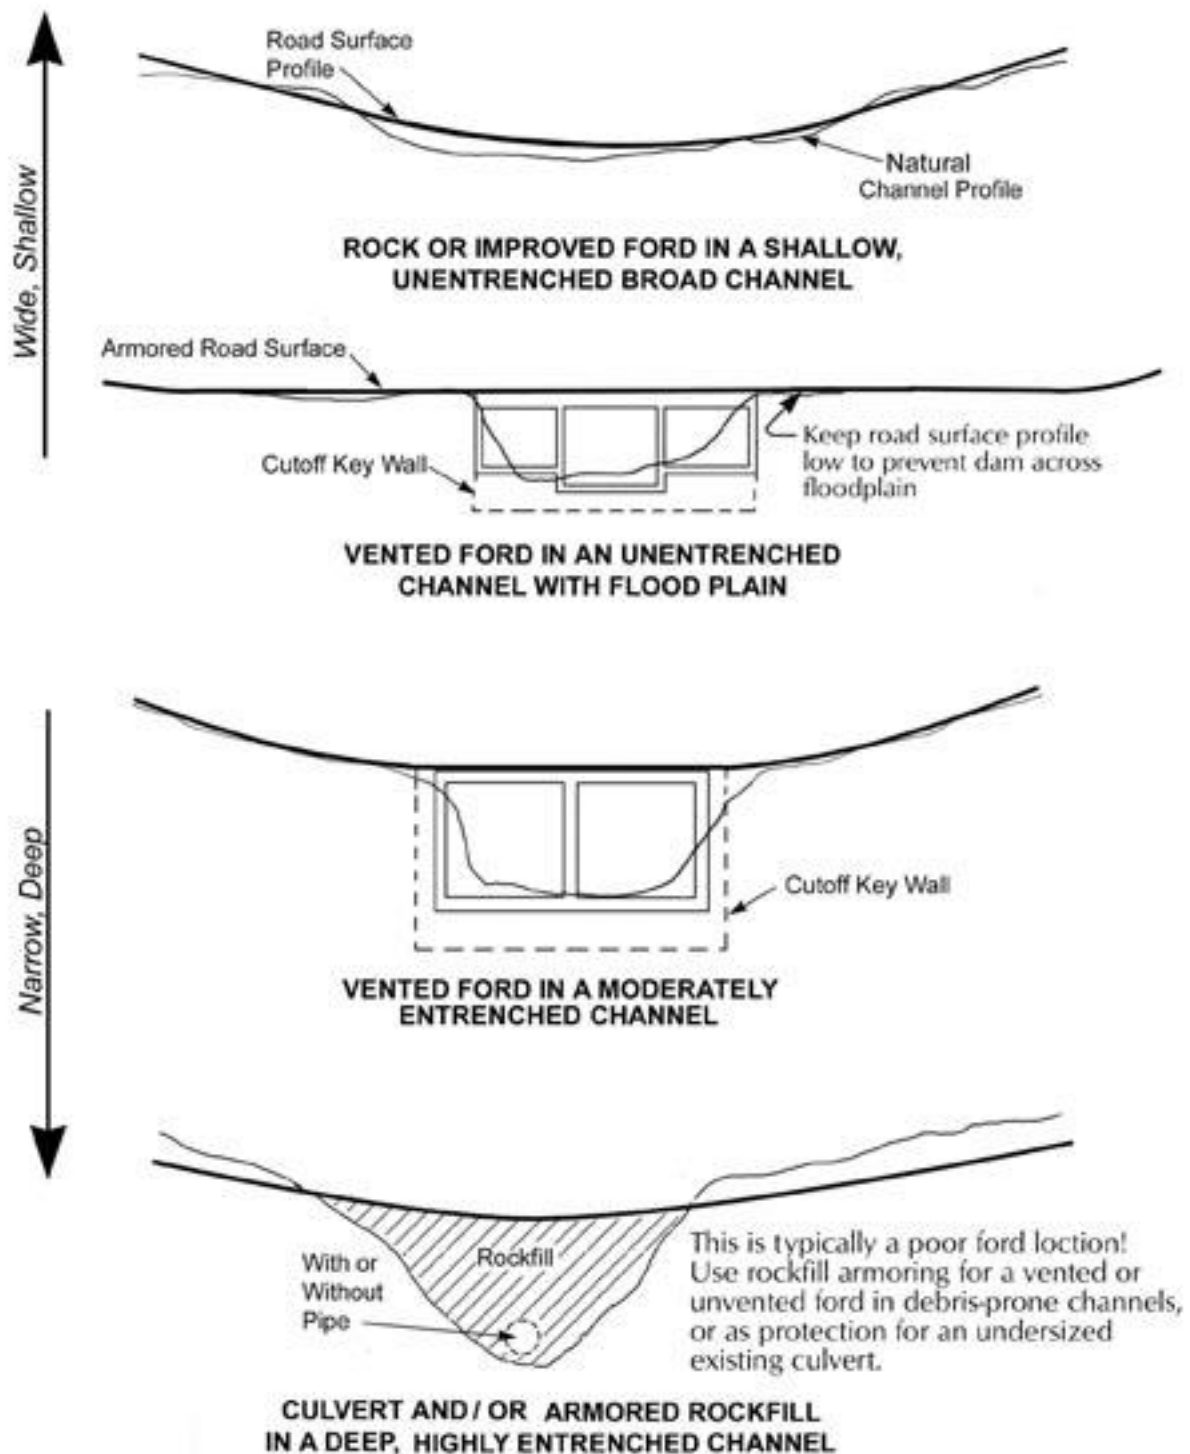 Wide, Shallow
Road Surface
Profile
Natural
Channel Profile
ROCK OR IMPROVED FORD IN A SHALLOW,
UNENTRENCHED BROAD CHANNEL
Armored Road Surface
Cutoff Key Wall
Keep road surface profile
low to prevent dam across
floodplain
VENTED FORD IN AN UNENTRENCHED
CHANNEL WITH FLOOD PLAIN
Narrow, Deep
Cutoff Key Wall
VENTED FORD IN A MODERATELY
ENTRENCHED CHANNEL
With or
Without
Pipe
Rockfill
This is typically a poor ford loction!
Use rockfill armoring for a vented or
unvented ford in debris-prone channels,
or as protection for an undersized
existing culvert.
CULVERT AND / OR ARMORED ROCKFILL
IN A DEEP, HIGHLY ENTRENCHED CHANNEL